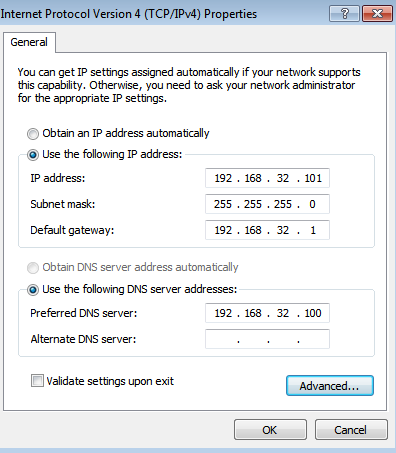 Internet Protocol Version 4 (TCP/IPv4) Properties
General
You can get IP settings assigned automatically if your network supports
this capability. Otherwise, you need to ask your network administrator
for the appropriate IP settings.
Obtain an IP address automatically
Use the following IP address:
IP address: 192 . 168 . 32 . 101
Subnet mask: 255 . 255 . 255 . 0
Default gateway: 192 . 168 . 32 . 1
Obtain DNS server address automatically
Use the following DNS server addresses:
Preferred DNS server: 192 . 168 . 32 . 100
Alternate DNS server: . . .
Validate settings upon exit
Advanced...
OK Cancel